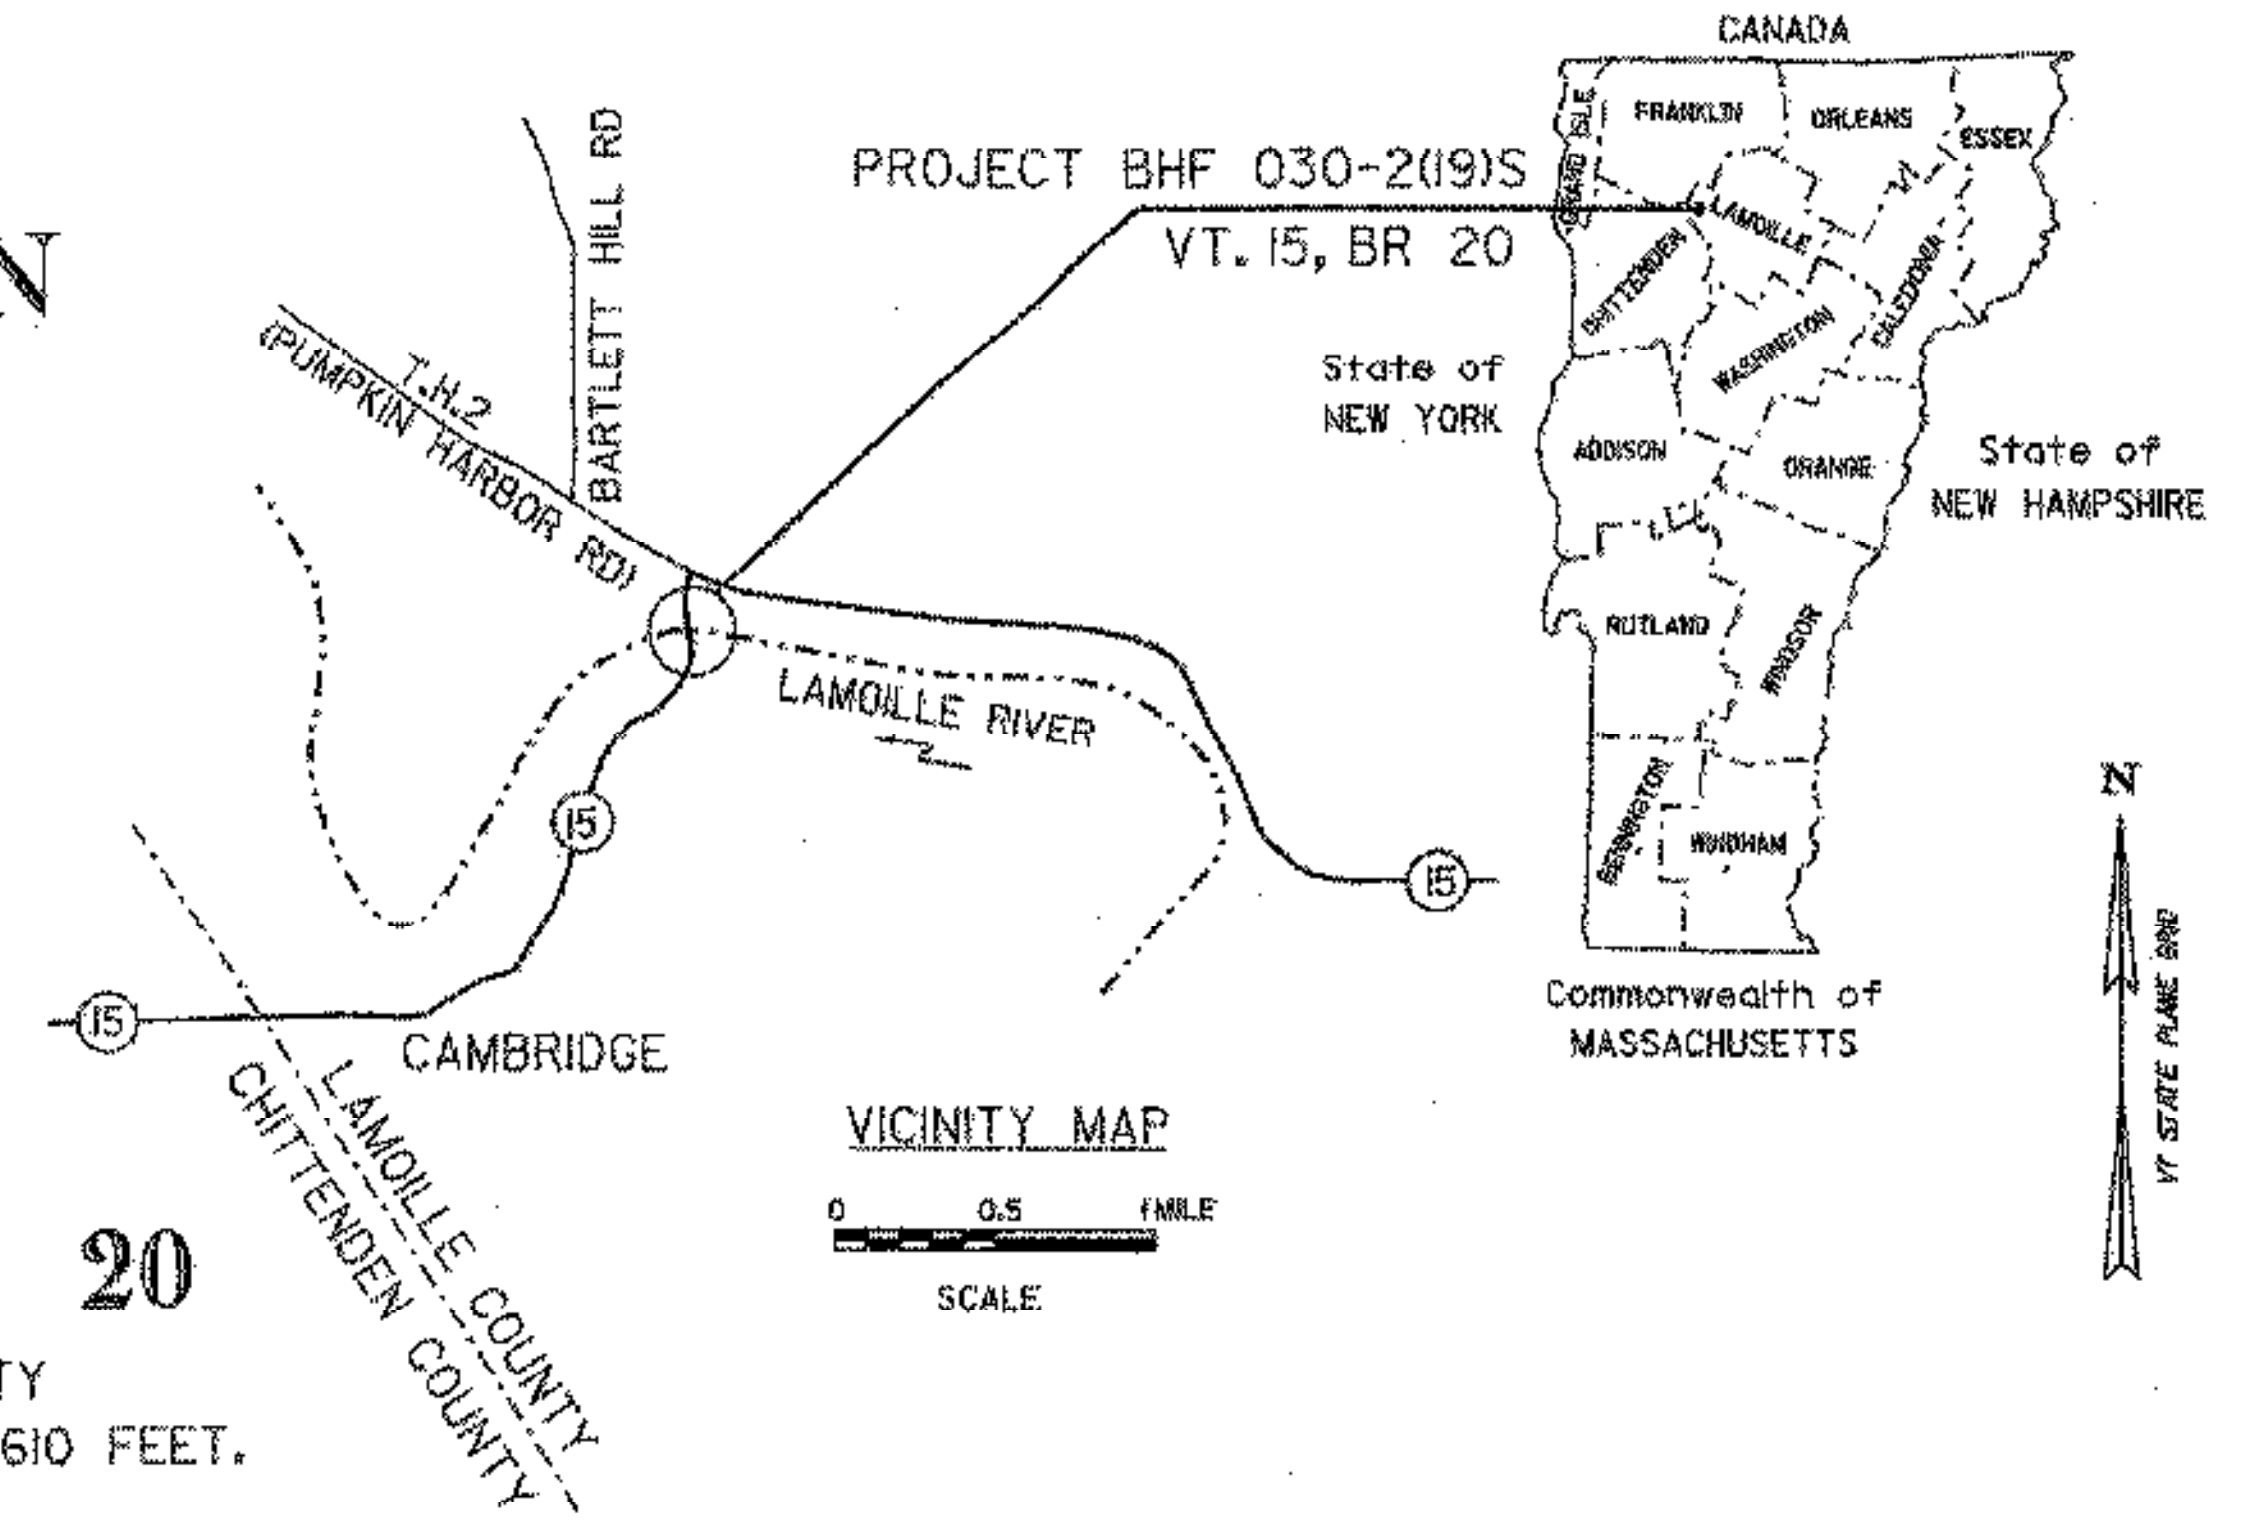 CANADA
GRAND ISLE
FRANKLIN
ORLEANS
ESSEX
LAMOILLE
CHITTENDEN
CALEDONIA
WASHINGTON
ADDISON
ORANGE
RUTLAND
WINDSOR
BENNINGTON
WINDHAM
State of
NEW YORK
State of
NEW HAMPSHIRE
Commonwealth of
MASSACHUSETTS
PROJECT BHF 030-2(19)S
VT. 15, BR 20
BARTLETT HILL RD
T.H.2
(PUMPKIN HARBOR RD)
N
LAMOILLE RIVER
15
15
15
CAMBRIDGE
LAMOILLE COUNTY
CHITTENDEN COUNTY
VICINITY MAP
0 0.5 1 MILE
SCALE
N
VT STATE PLANE GRID
20
TY
610 FEET.